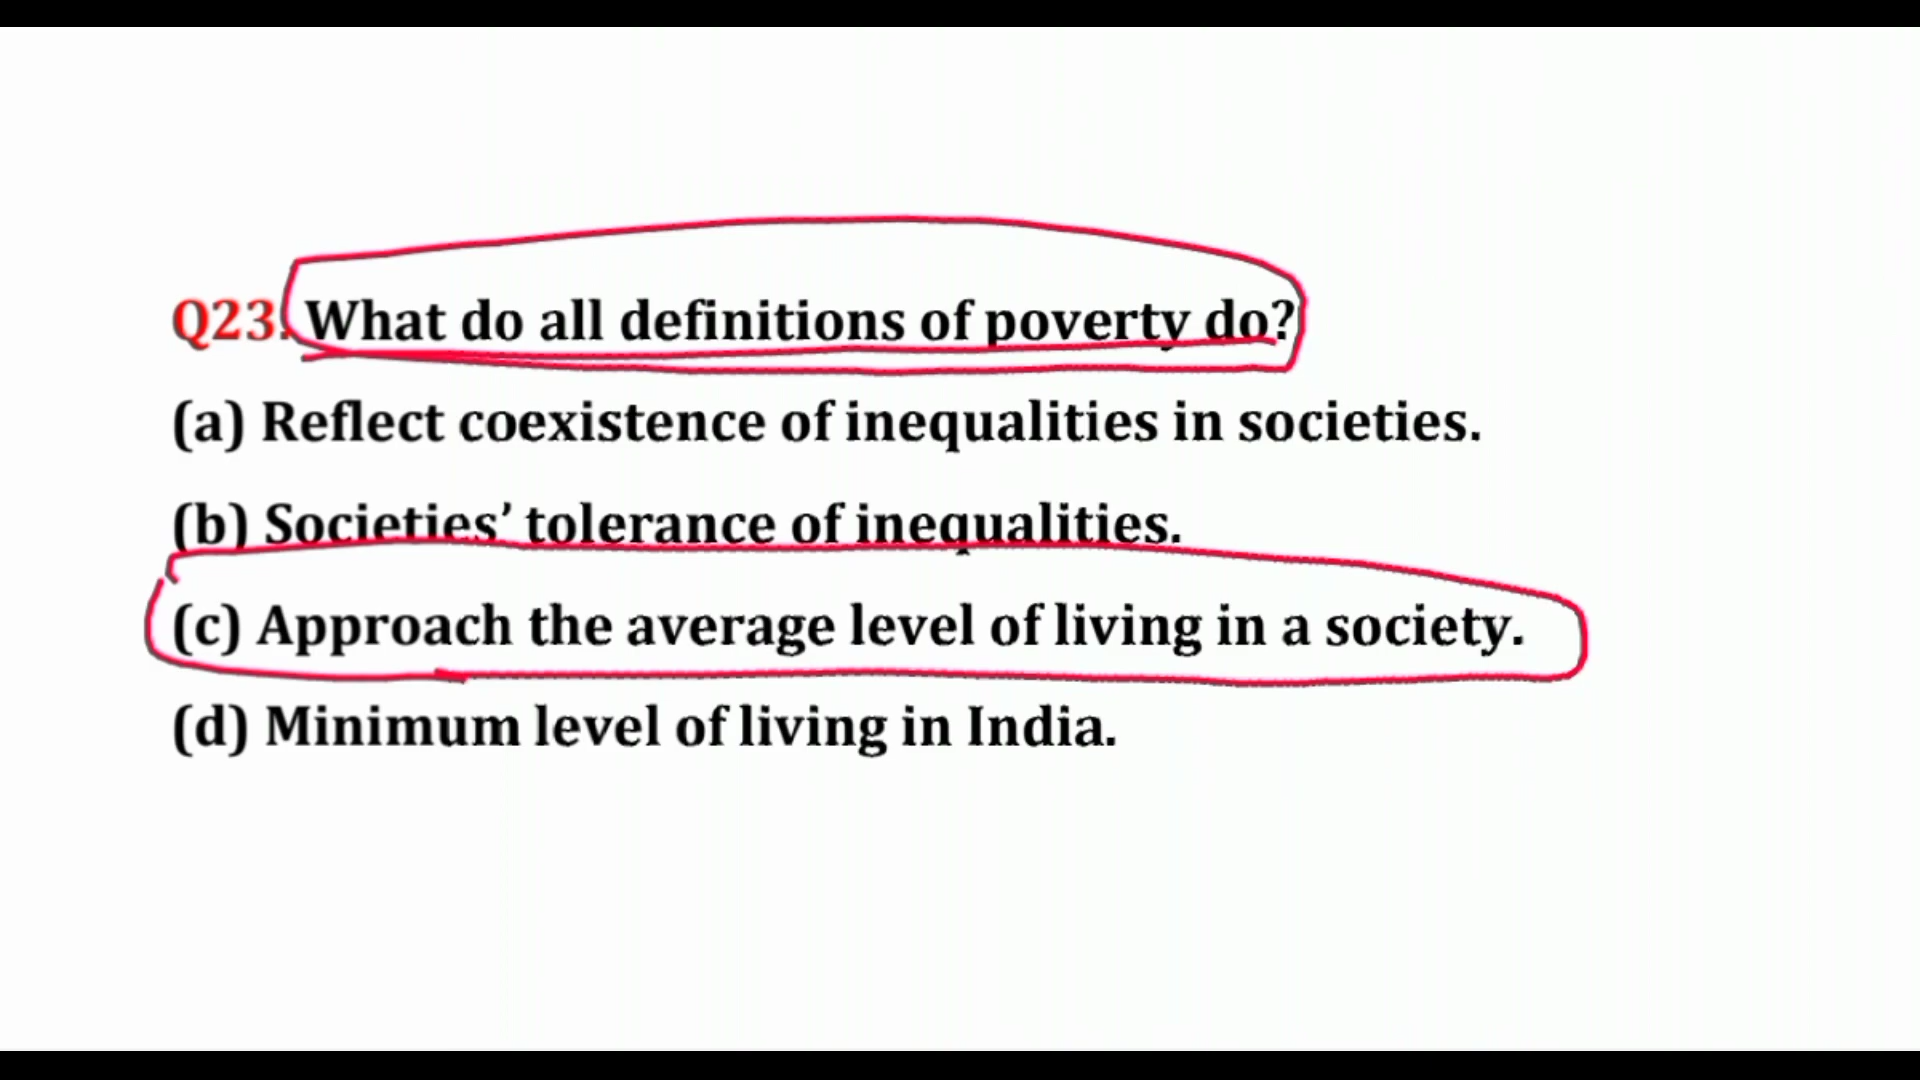 Q23. What do all definitions of poverty do?
(a) Reflect coexistence of inequalities in societies.
(b) Societies’ tolerance of inequalities.
(c) Approach the average level of living in a society.
(d) Minimum level of living in India.